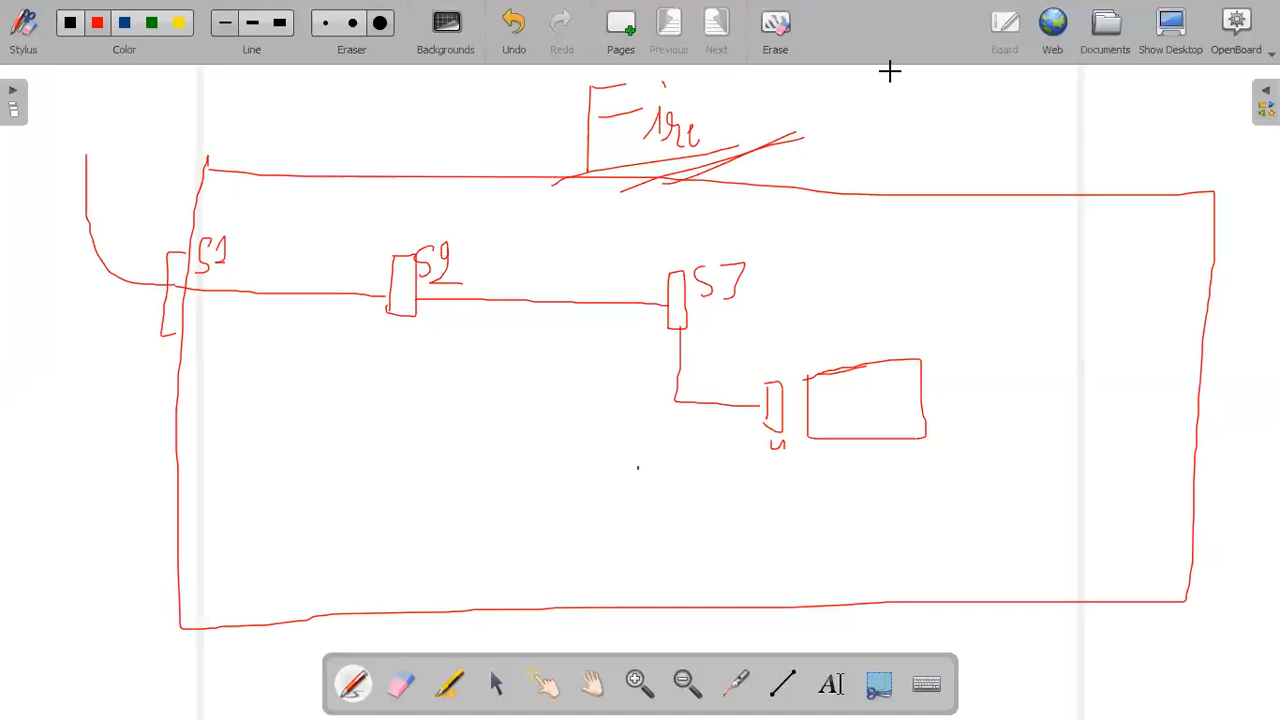 Stylus Color Line Eraser Backgrounds Undo Redo Pages Previous Next Erase Board Web Documents Show Desktop OpenBoard
Fire
S1 S2 S3